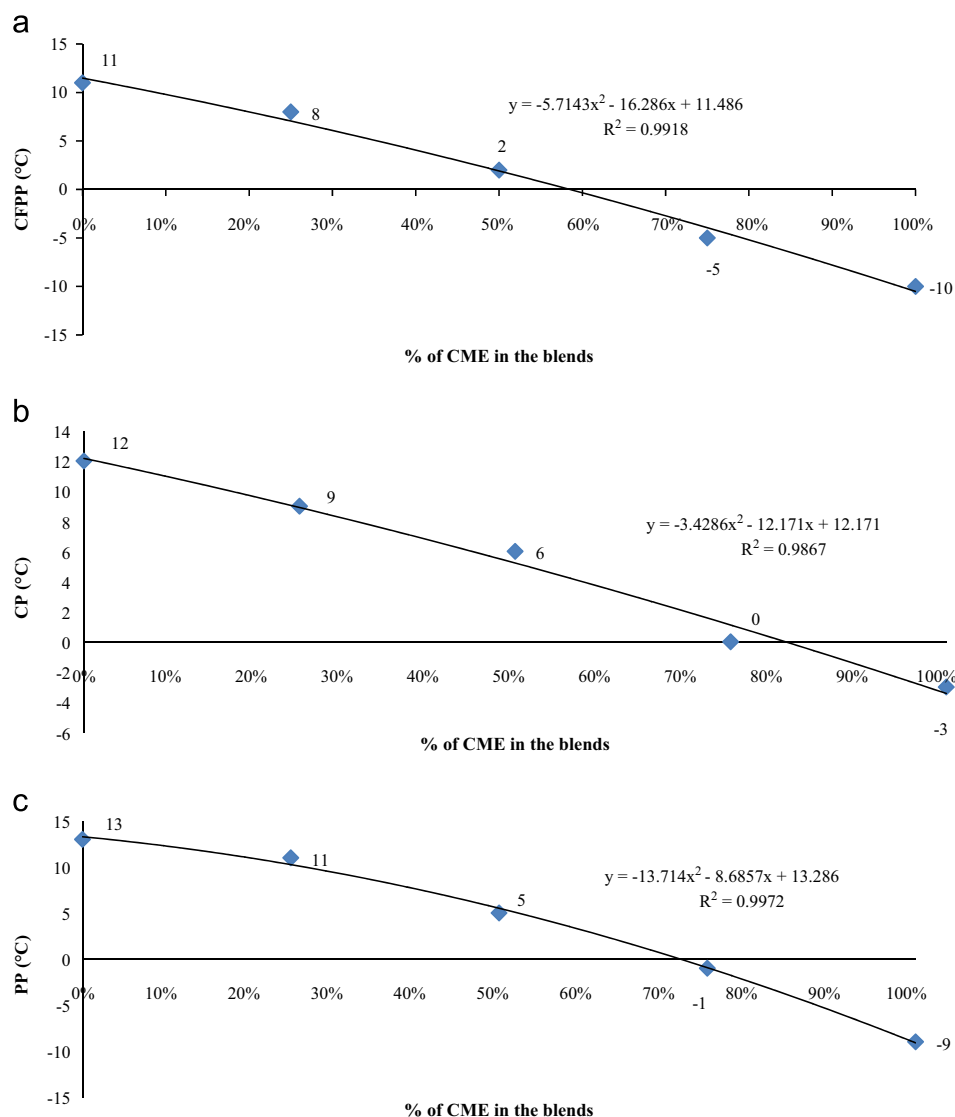 a
15
11
10
8
y = -5.7143x² - 16.286x + 11.486
R² = 0.9918
5
2
CFPP (°C)
0
0% 10% 20% 30% 40% 50% 60% 70% 80% 90% 100%
-5
-5
-10
-10
-15
% of CME in the blends
b
14
12
12
10
9
y = -3.4286x² - 12.171x + 12.171
R² = 0.9867
8
6
6
CP (°C)
4
2
0
0
0% 10% 20% 30% 40% 50% 60% 70% 80% 90% 100%
-2
-4
-3
-6
% of CME in the blends
c
15
13
10
11
y = -13.714x² - 8.6857x + 13.286
R² = 0.9972
5
5
PP (°C)
0
0% 10% 20% 30% 40% 50% 60% 70% 80% 90% 100%
-5
-1
-10
-9
-15
% of CME in the blends